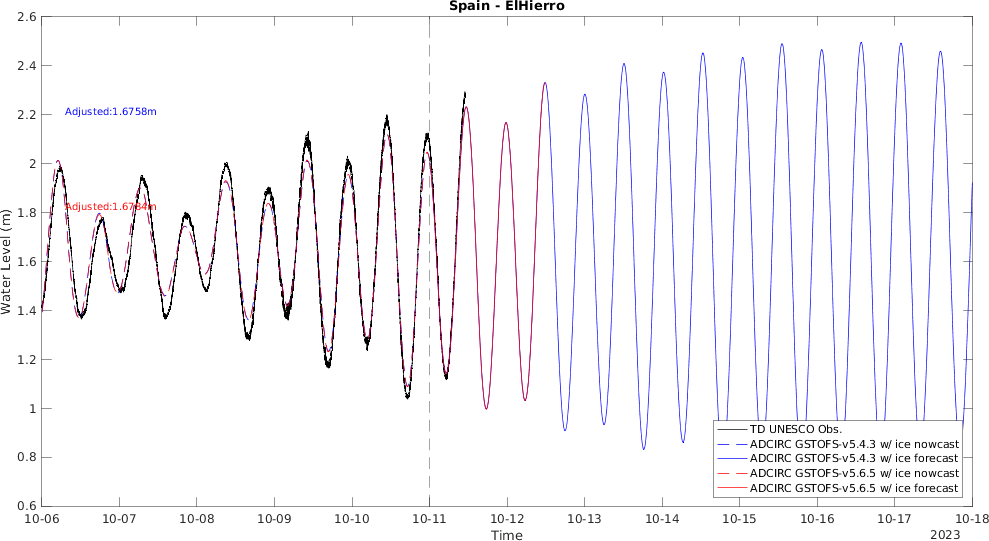 Spain - ElHierro
2.6
2.4
2.2
2
1.8
1.6
1.4
1.2
1
0.8
0.6
Water Level (m)
Adjusted:1.6758m
Adjusted:1.6784m
TD UNESCO Obs.
ADCIRC GSTOFS-v5.4.3 w/ ice nowcast
ADCIRC GSTOFS-v5.4.3 w/ ice forecast
ADCIRC GSTOFS-v5.6.5 w/ ice nowcast
ADCIRC GSTOFS-v5.6.5 w/ ice forecast
10-06 10-07 10-08 10-09 10-10 10-11 10-12 10-13 10-14 10-15 10-16 10-17 10-18
Time
2023